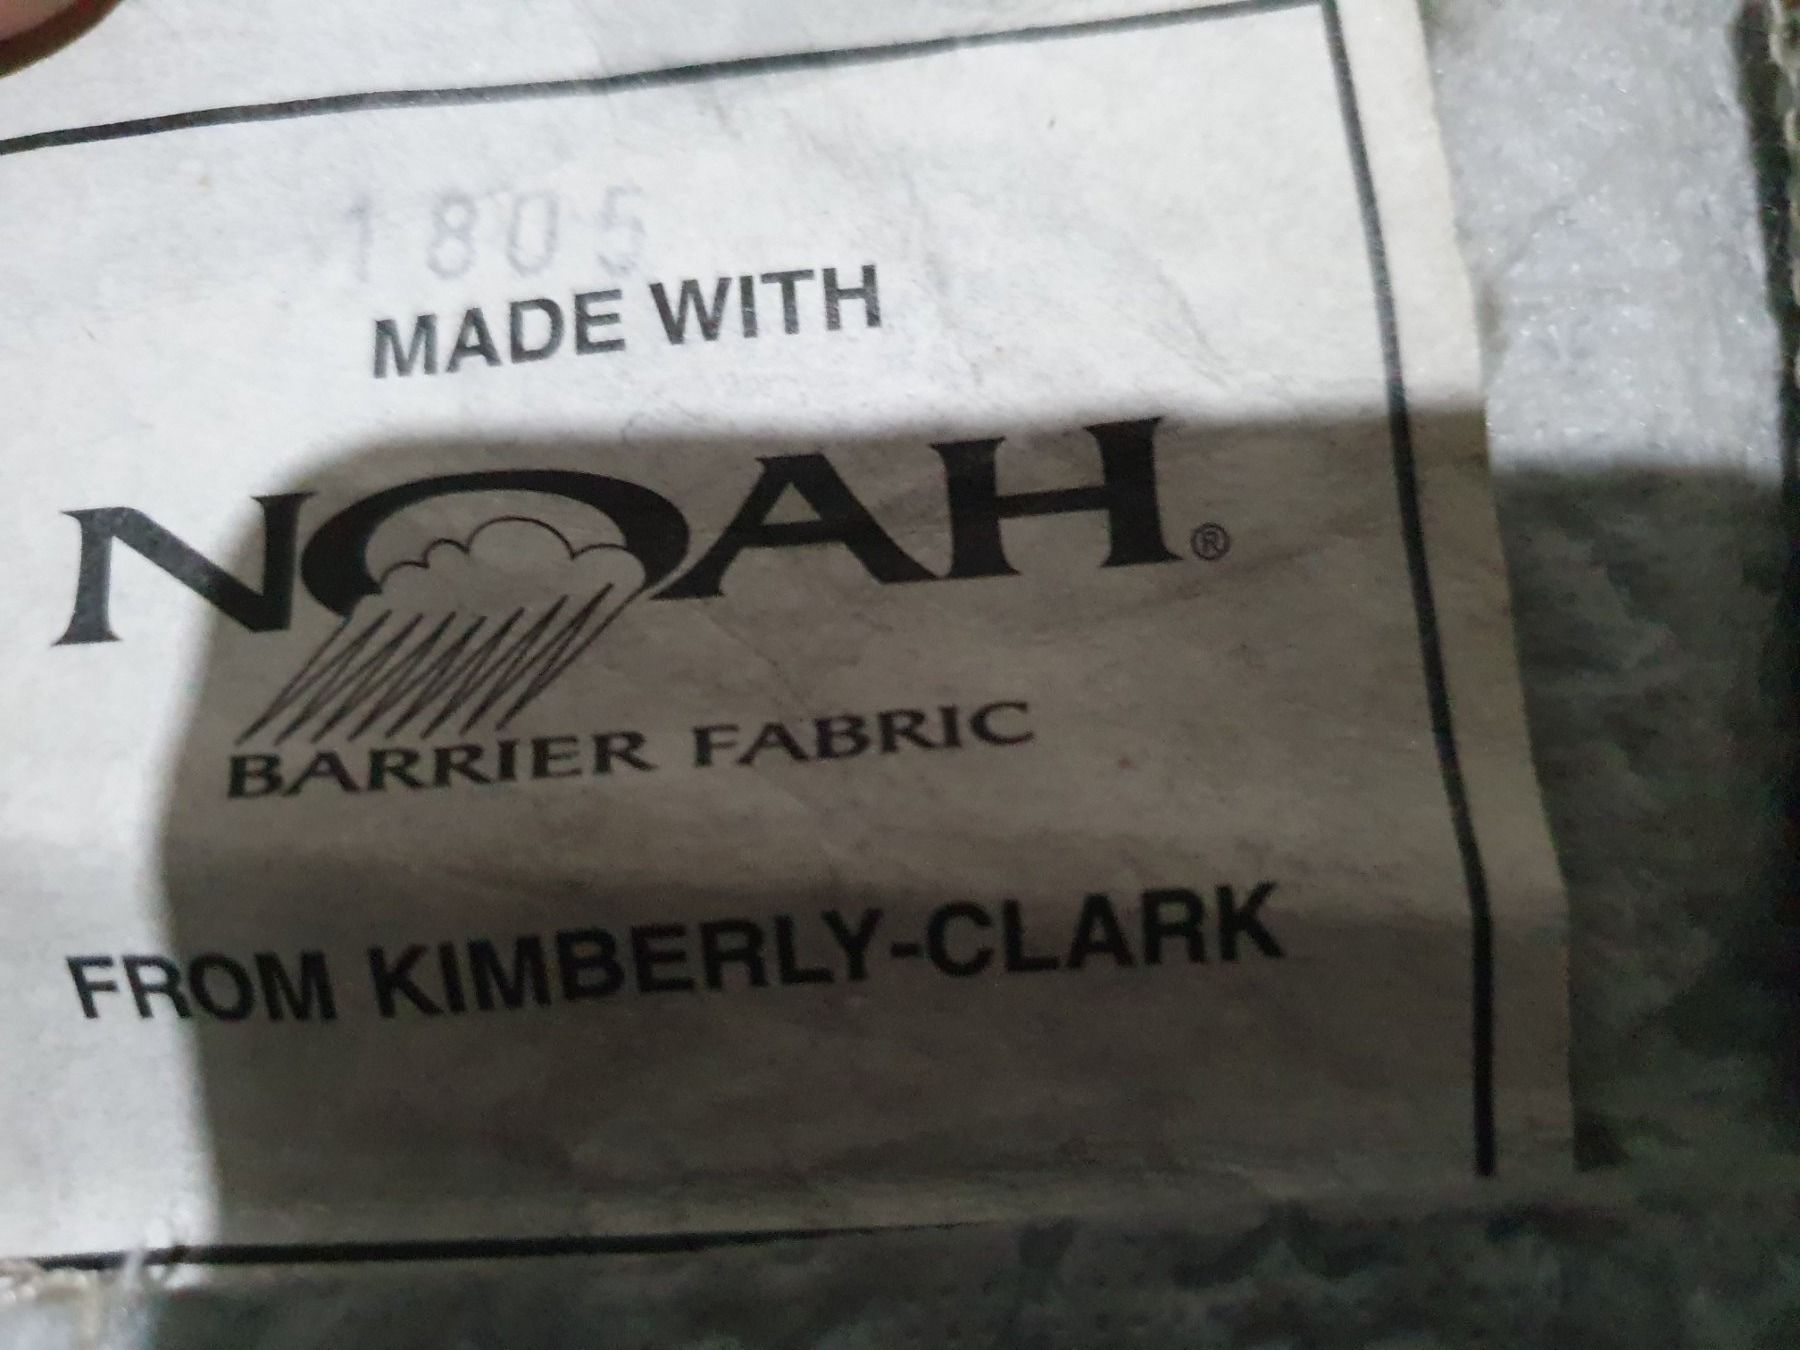 1805
MADE WITH
NOAH®
BARRIER FABRIC
FROM KIMBERLY-CLARK